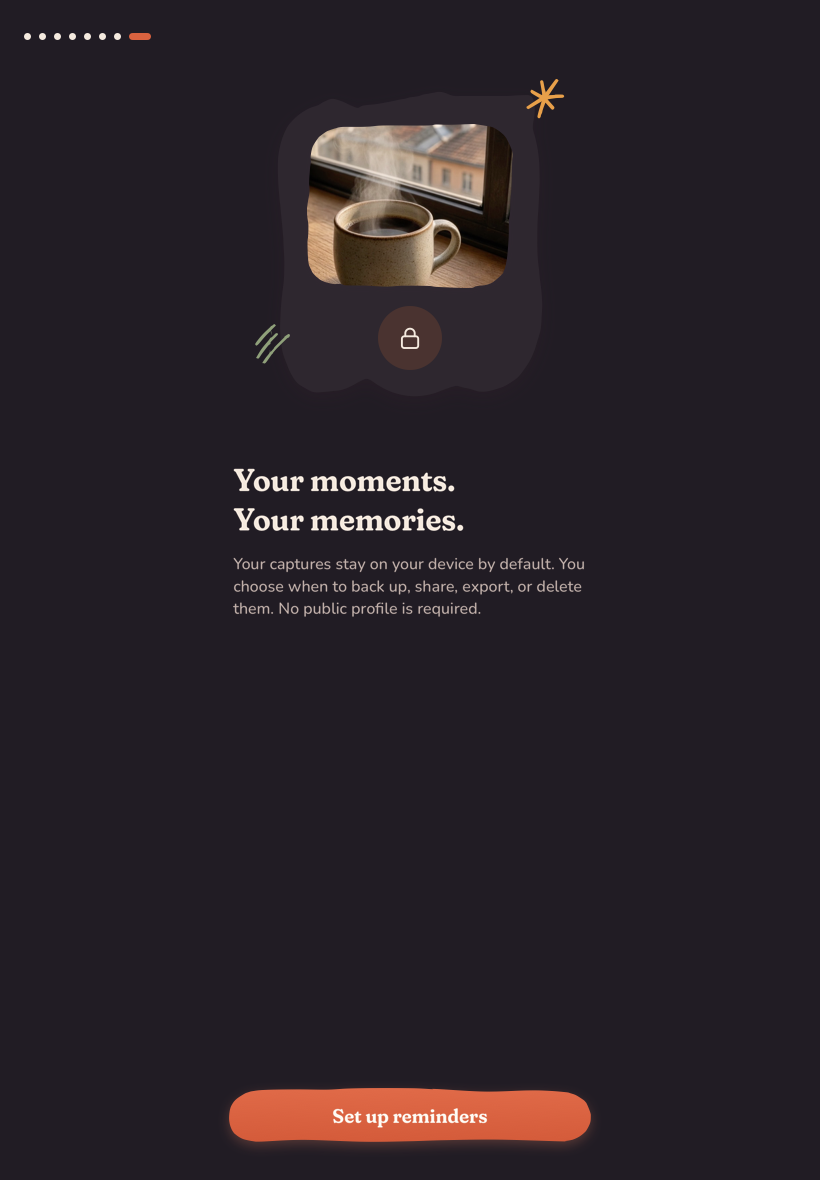 Your moments.
Your memories.
Your captures stay on your device by default. You
choose when to back up, share, export, or delete
them. No public profile is required.
Set up reminders